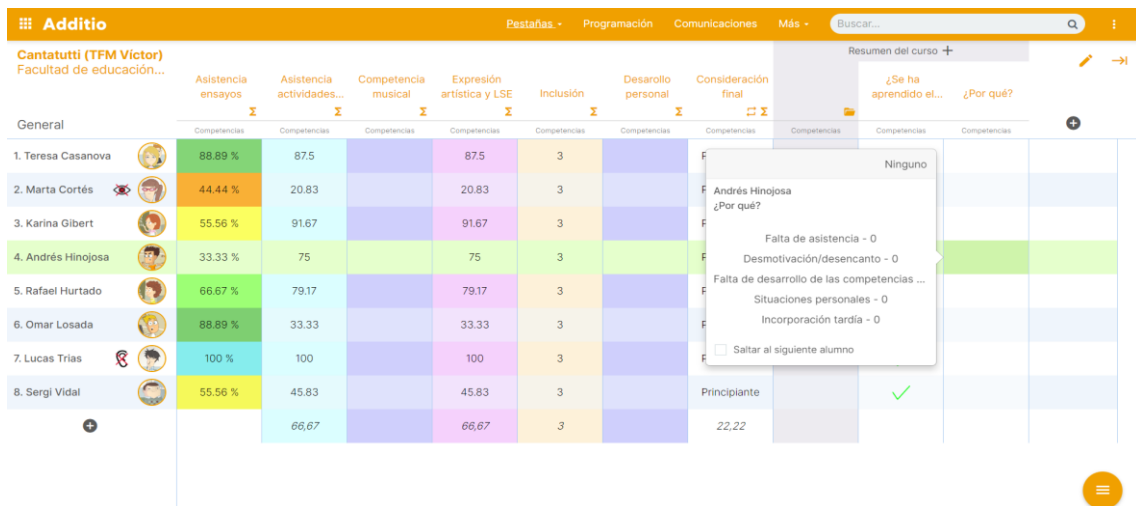 Additio
Pestañas
Programación
Comunicaciones
Más
Buscar...
Cantatutti (TFM Víctor)
Facultad de educación...
General
Resumen del curso +
Asistencia
ensayos
Σ
Asistencia
actividades...
Σ
Competencia
musical
Σ
Expresión
artística y LSE
Σ
Inclusión
Σ
Desarollo
personal
Σ
Consideración
final
Σ
¿Se ha
aprendido el...
¿Por qué?
Competencias Competencias Competencias Competencias Competencias Competencias Competencias Competencias Competencias Competencias
1. Teresa Casanova 88.89 % 87.5 87.5 3 P
2. Marta Cortés 44.44 % 20.83 20.83 3
3. Karina Gibert 55.56 % 91.67 91.67 3
4. Andrés Hinojosa 33.33 % 75 75 3
5. Rafael Hurtado 66.67 % 79.17 79.17 3
6. Omar Losada 88.89 % 33.33 33.33 3
7. Lucas Trias 100 % 100 100 3
8. Sergi Vidal 55.56 % 45.83 45.83 3 Principiante
66,67 66,67 3 22,22
Ninguno
Andrés Hinojosa
¿Por qué?
Falta de asistencia - 0
Desmotivación/desencanto - 0
Falta de desarrollo de las competencias ...
Situaciones personales - 0
Incorporación tardía - 0
Saltar al siguiente alumno